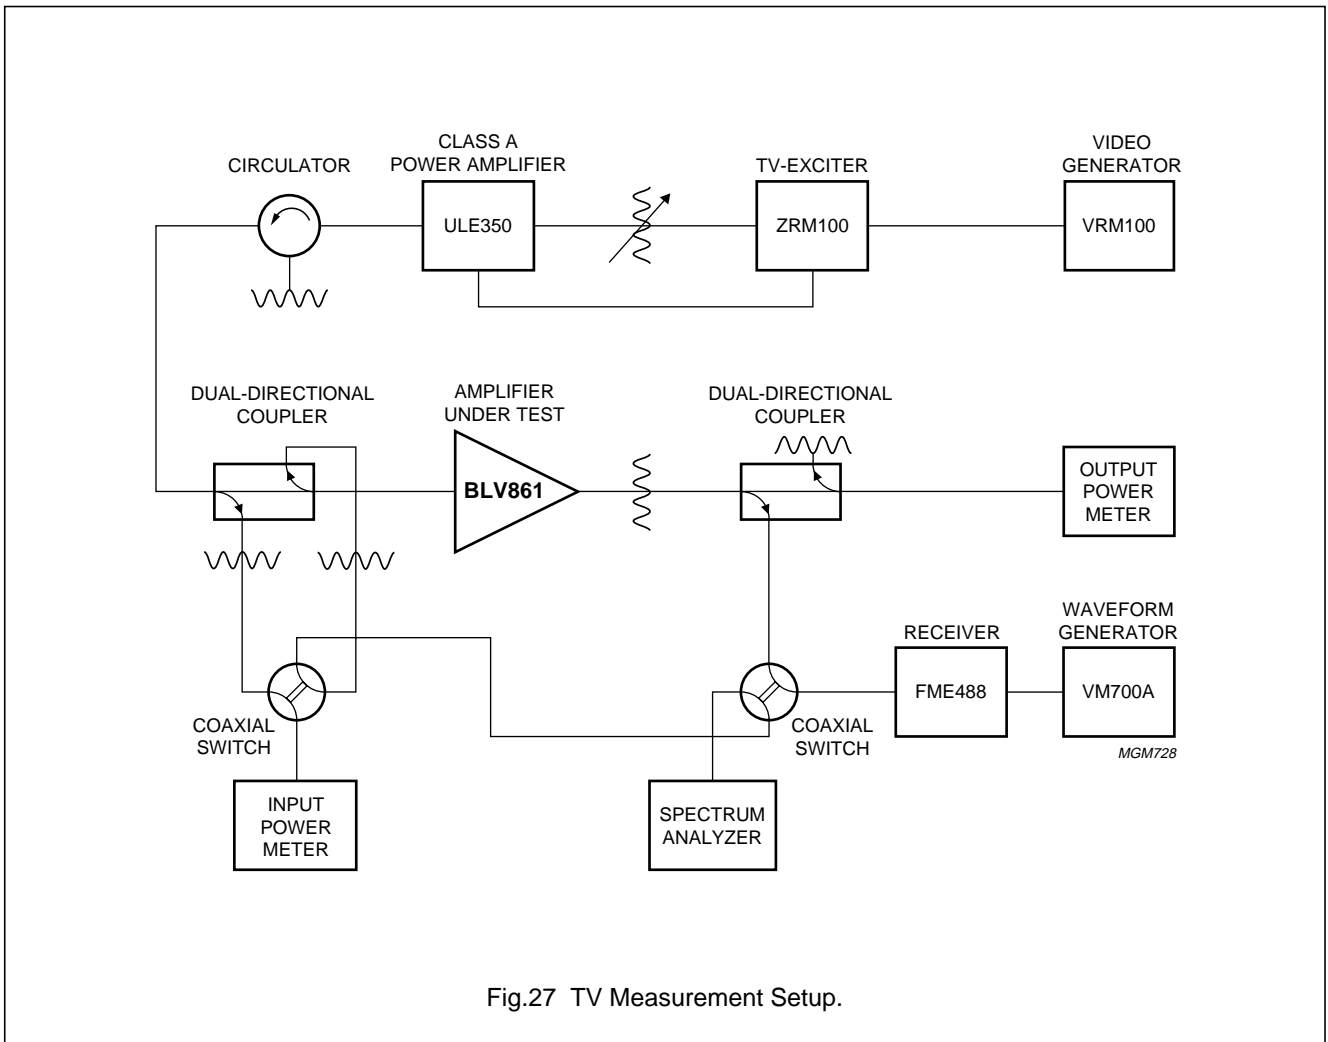 CIRCULATOR
CLASS A
POWER AMPLIFIER
TV-EXCITER
VIDEO
GENERATOR
ULE350
ZRM100
VRM100
DUAL-DIRECTIONAL
COUPLER
AMPLIFIER
UNDER TEST
DUAL-DIRECTIONAL
COUPLER
BLV861
OUTPUT
POWER
METER
RECEIVER
WAVEFORM
GENERATOR
FME488
VM700A
COAXIAL
SWITCH
COAXIAL
SWITCH
MGM728
INPUT
POWER
METER
SPECTRUM
ANALYZER
Fig.27 TV Measurement Setup.